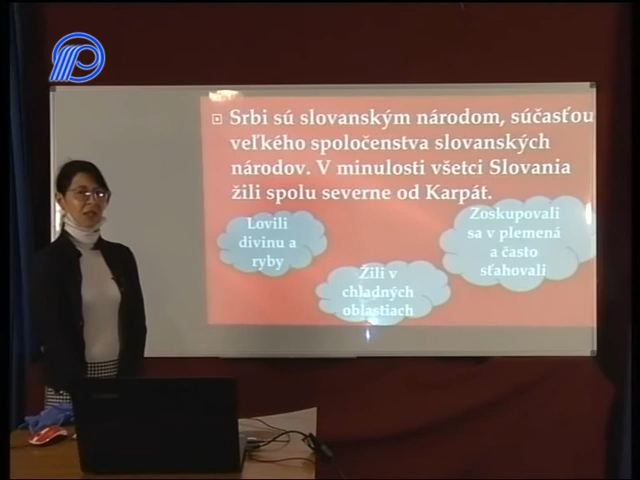 Srbi sú slovanským národom, súčasťou
veľkého spoločenstva slovanských
národov. V minulosti všetci Slovania
žili spolu severne od Karpát.
Lovili
divinu a
ryby
Žili v
chladných
oblastiach
Zoskupovali
sa v plemená
a často
sťahovali